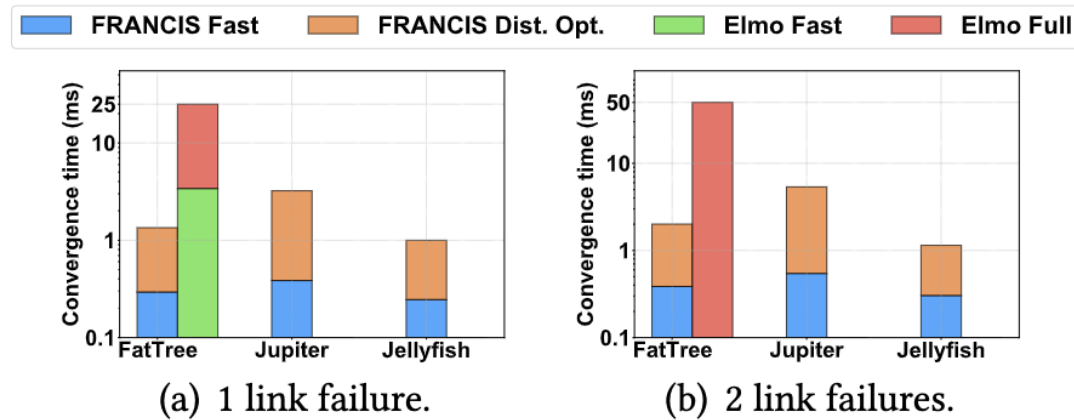 FRANCIS Fast FRANCIS Dist. Opt. Elmo Fast Elmo Full
Convergence time (ms)
25
10
1
0.1
FatTree Jupiter Jellyfish
(a) 1 link failure.
Convergence time (ms)
50
10
1
0.1
FatTree Jupiter Jellyfish
(b) 2 link failures.